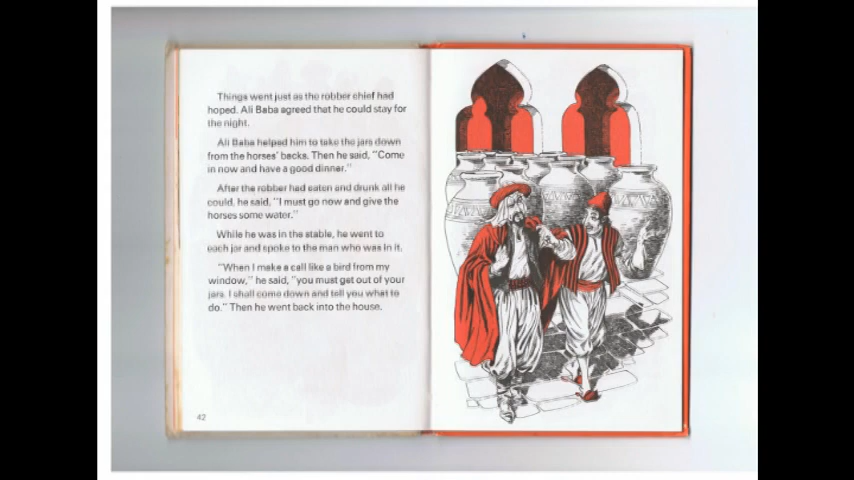 Things went just as the robber chief had
hoped. Ali Baba agreed that he could stay for
the night.
Ali Baba helped him to take the jars down
from the horses' backs. Then he said, "Come
in now and have a good dinner."
After the robber had eaten and drunk all he
could, he said, "I must go now and give the
horses some water."
While he was in the stable, he went to
each jar and spoke to the man who was in it.
"When I make a call like a bird from my
window," he said, "you must get out of your
jars. I shall come down and tell you what to
do." Then he went back into the house.
42